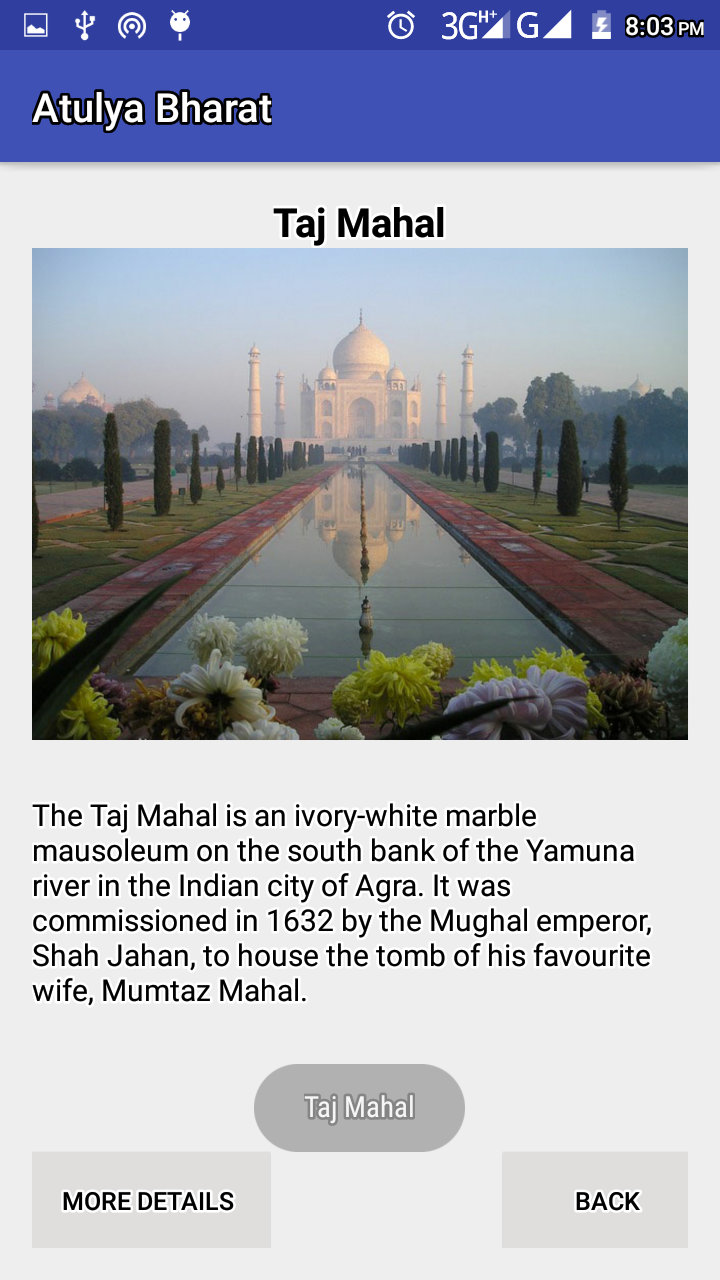 3G H+ G 8:03 PM
Atulya Bharat
Taj Mahal
The Taj Mahal is an ivory-white marble
mausoleum on the south bank of the Yamuna
river in the Indian city of Agra. It was
commissioned in 1632 by the Mughal emperor,
Shah Jahan, to house the tomb of his favourite
wife, Mumtaz Mahal.
Taj Mahal
MORE DETAILS
BACK